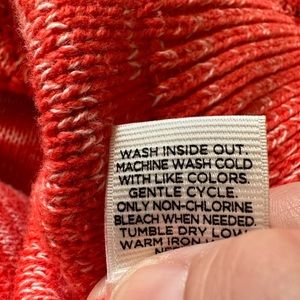 WASH INSIDE OUT.
MACHINE WASH COLD
WITH LIKE COLORS.
GENTLE CYCLE.
ONLY NON-CHLORINE
BLEACH WHEN NEEDED.
TUMBLE DRY LOW.
WARM IRON